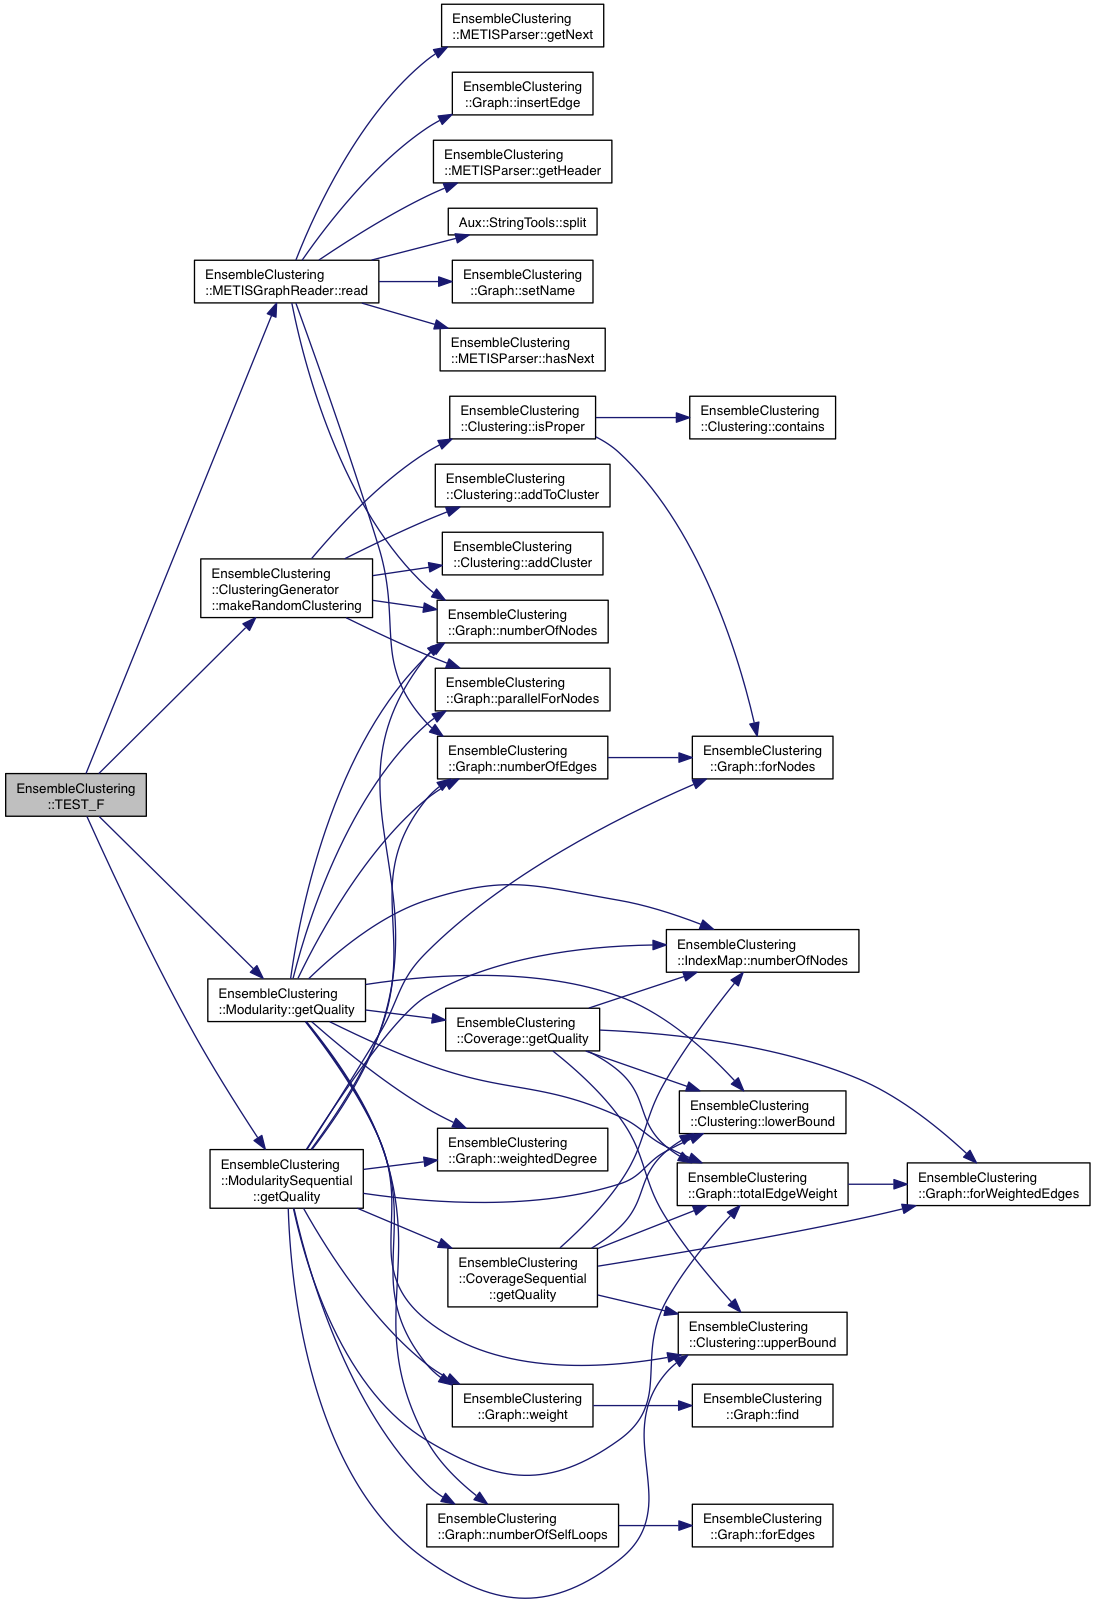 EnsembleClustering
::METISParser::getNext
EnsembleClustering
::Graph::insertEdge
EnsembleClustering
::METISParser::getHeader
Aux::StringTools::split
EnsembleClustering
::METISGraphReader::read
EnsembleClustering
::Graph::setName
EnsembleClustering
::METISParser::hasNext
EnsembleClustering
::Clustering::isProper
EnsembleClustering
::Clustering::contains
EnsembleClustering
::Clustering::addToCluster
EnsembleClustering
::Clustering::addCluster
EnsembleClustering
::ClusteringGenerator
::makeRandomClustering
EnsembleClustering
::Graph::numberOfNodes
EnsembleClustering
::Graph::parallelForNodes
EnsembleClustering
::Graph::numberOfEdges
EnsembleClustering
::Graph::forNodes
EnsembleClustering
::TEST_F
EnsembleClustering
::IndexMap::numberOfNodes
EnsembleClustering
::Modularity::getQuality
EnsembleClustering
::Coverage::getQuality
EnsembleClustering
::Clustering::lowerBound
EnsembleClustering
::Graph::weightedDegree
EnsembleClustering
::ModularitySequential
::getQuality
EnsembleClustering
::Graph::totalEdgeWeight
EnsembleClustering
::Graph::forWeightedEdges
EnsembleClustering
::CoverageSequential
::getQuality
EnsembleClustering
::Clustering::upperBound
EnsembleClustering
::Graph::weight
EnsembleClustering
::Graph::find
EnsembleClustering
::Graph::numberOfSelfLoops
EnsembleClustering
::Graph::forEdges